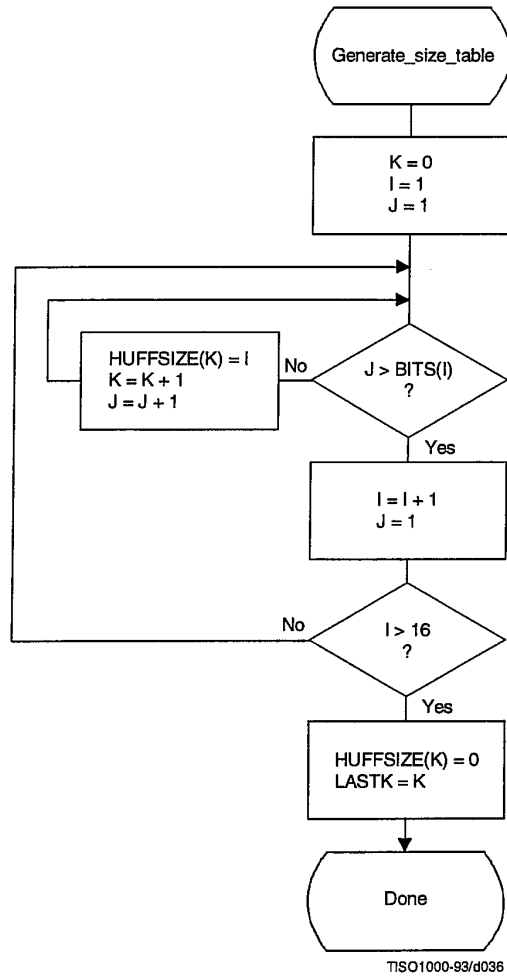 Generate_size_table
K = 0
I = 1
J = 1
HUFFSIZE(K) = I
K = K + 1
J = J + 1
No
J > BITS(I)
?
Yes
I = I + 1
J = 1
No
I > 16
?
Yes
HUFFSIZE(K) = 0
LASTK = K
Done
TISO1000-93/d036